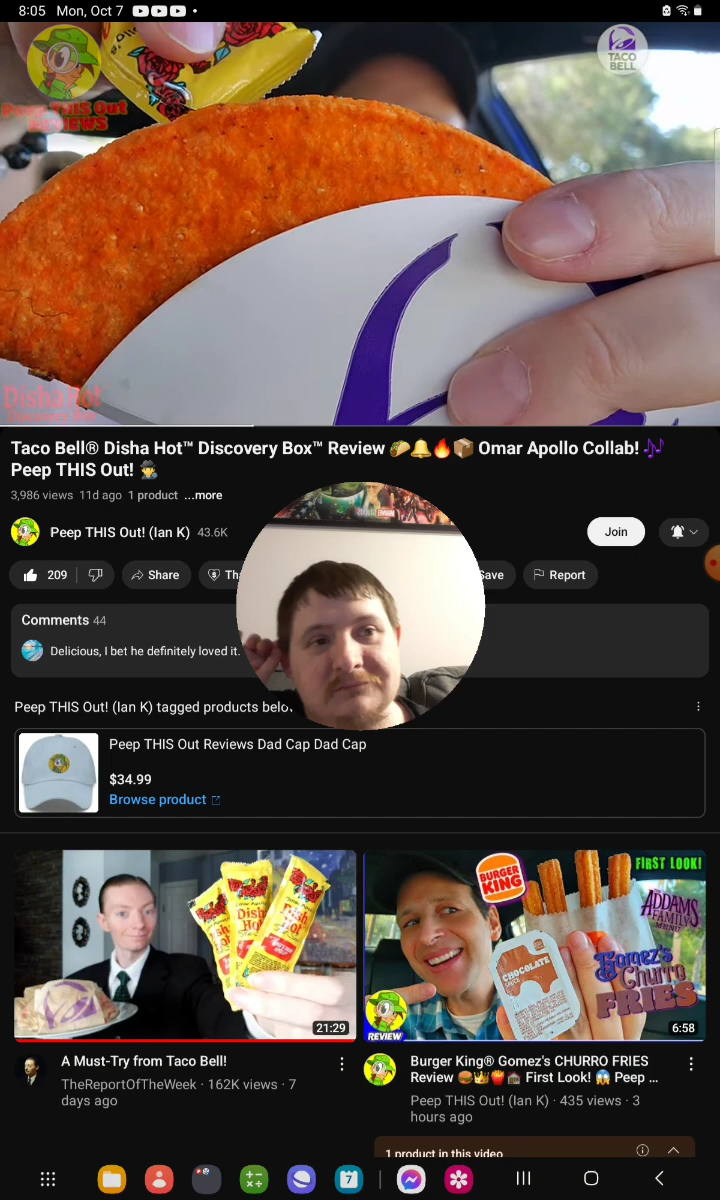 8:05 Mon, Oct 7
Peep THIS Out
REVIEWS
TACO
BELL
Disha Hot
Taco Bell® Disha Hot™ Discovery Box™ Review 🌮🔔🔥📦 Omar Apollo Collab! 🎶
Peep THIS Out! 🕵️
3,986 views 11d ago 1 product ...more
Peep THIS Out! (Ian K) 43.6K
Join
209
Share
Save
Report
Comments 44
Delicious, I bet he definitely loved it.
Peep THIS Out! (Ian K) tagged products
Peep THIS Out Reviews Dad Cap Dad Cap
$34.99
Browse product
Disha
Hot!
21:29
FIRST LOOK!
BURGER
KING
ADDAMS
FAMILY
MENU
Gomez's
Churro
FRIES
CHOCOLATE
REVIEW
6:58
A Must-Try from Taco Bell!
TheReportOfTheWeek · 162K views · 7
days ago
Burger King® Gomez's CHURRO FRIES
Review 🍔👑🍟🏚️ First Look! 😱 Peep ...
Peep THIS Out! (Ian K) · 435 views · 3
hours ago
1 product in this video
7